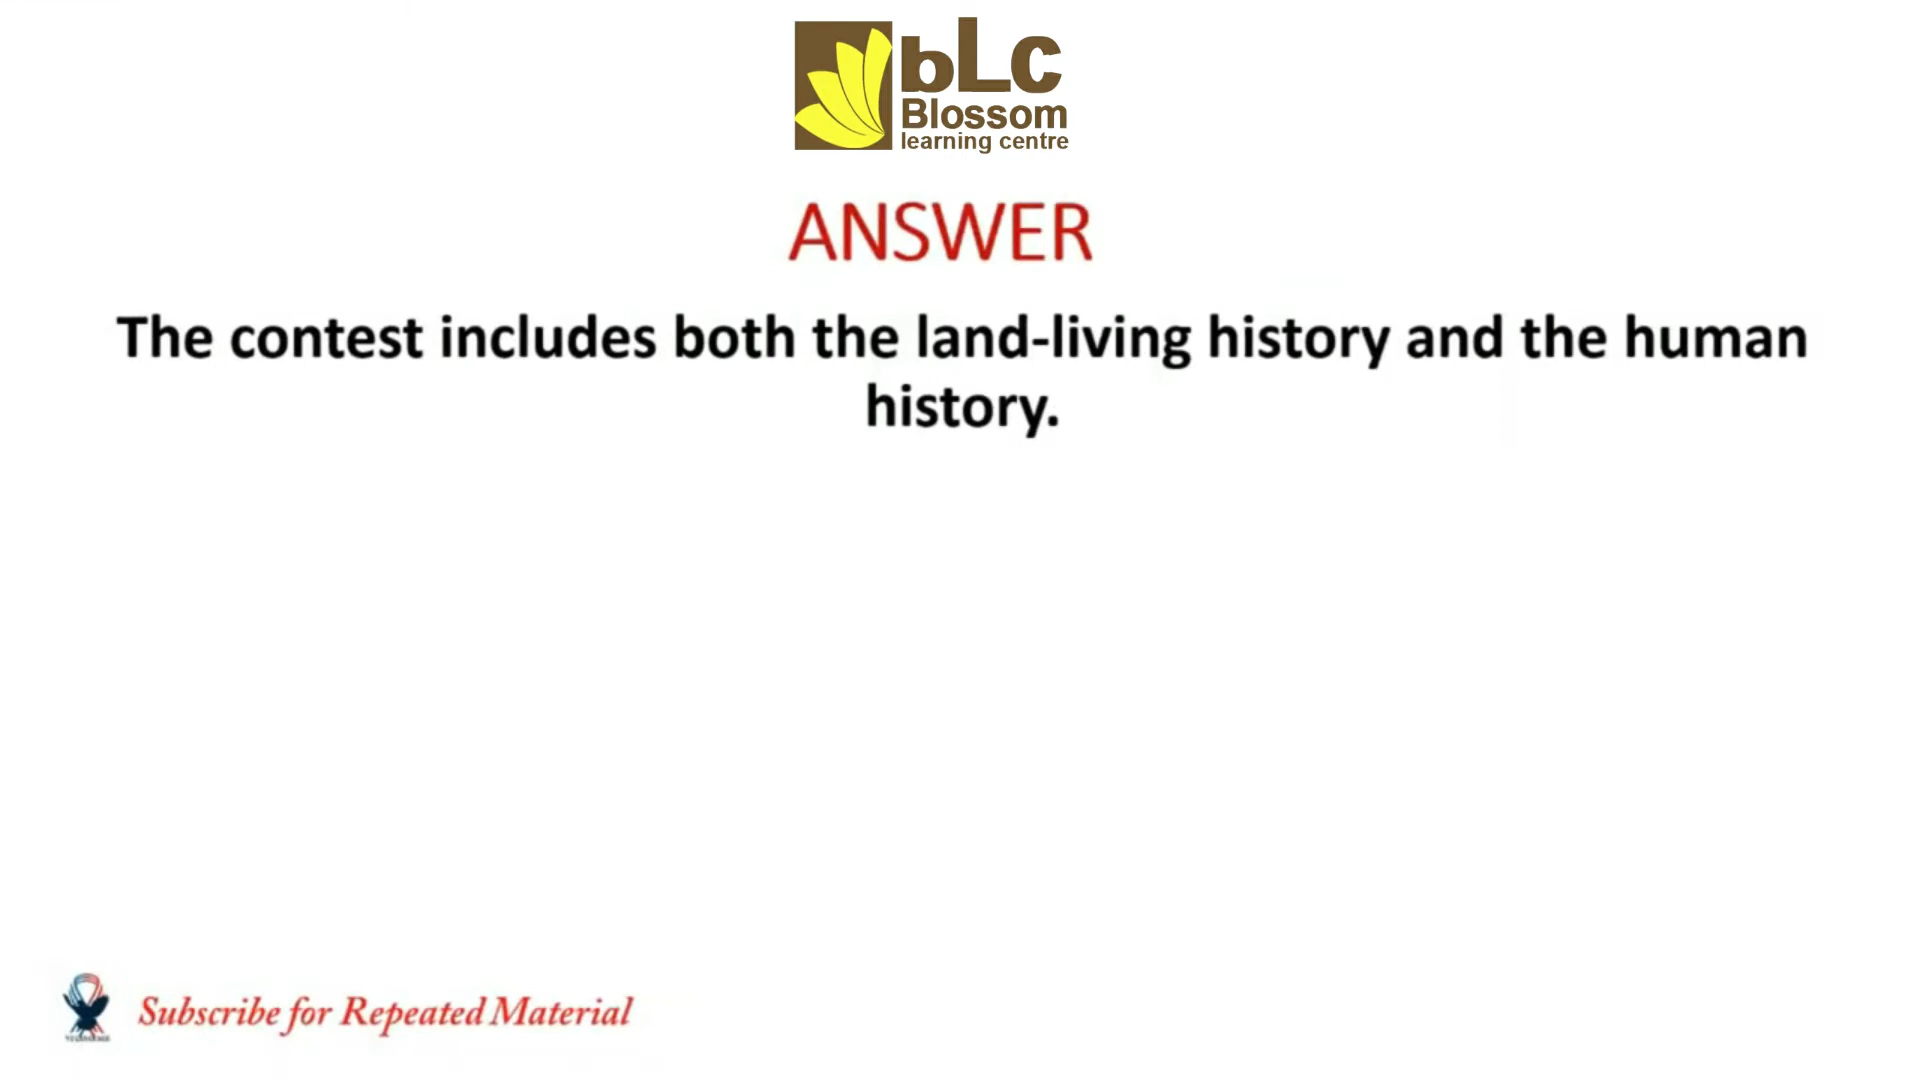 bLc
Blossom
learning centre
ANSWER
The contest includes both the land-living history and the human
history.
Subscribe for Repeated Material